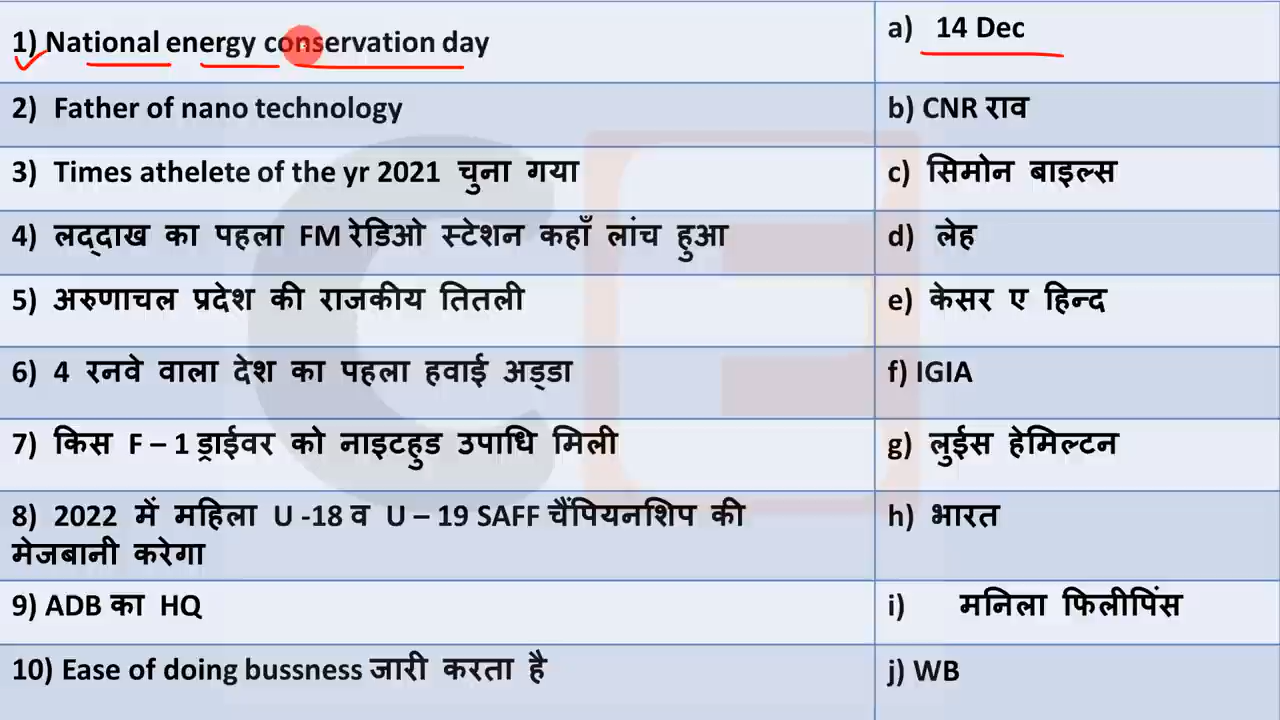 1) National energy conservation day
a) 14 Dec
2) Father of nano technology
b) CNR राव
3) Times athelete of the yr 2021 चुना गया
c) सिमोन बाइल्स
4) लद्दाख का पहला FM रेडिओ स्टेशन कहाँ लांच हुआ
d) लेह
5) अरुणाचल प्रदेश की राजकीय तितली
e) केसर ए हिन्द
6) 4 रनवे वाला देश का पहला हवाई अड्डा
f) IGIA
7) किस F – 1 ड्राईवर को नाइटहुड उपाधि मिली
g) लुईस हेमिल्टन
8) 2022 में महिला U -18 व U – 19 SAFF चैंपियनशिप की
मेजबानी करेगा
h) भारत
9) ADB का HQ
i) मनिला फिलीपिंस
10) Ease of doing bussness जारी करता है
j) WB